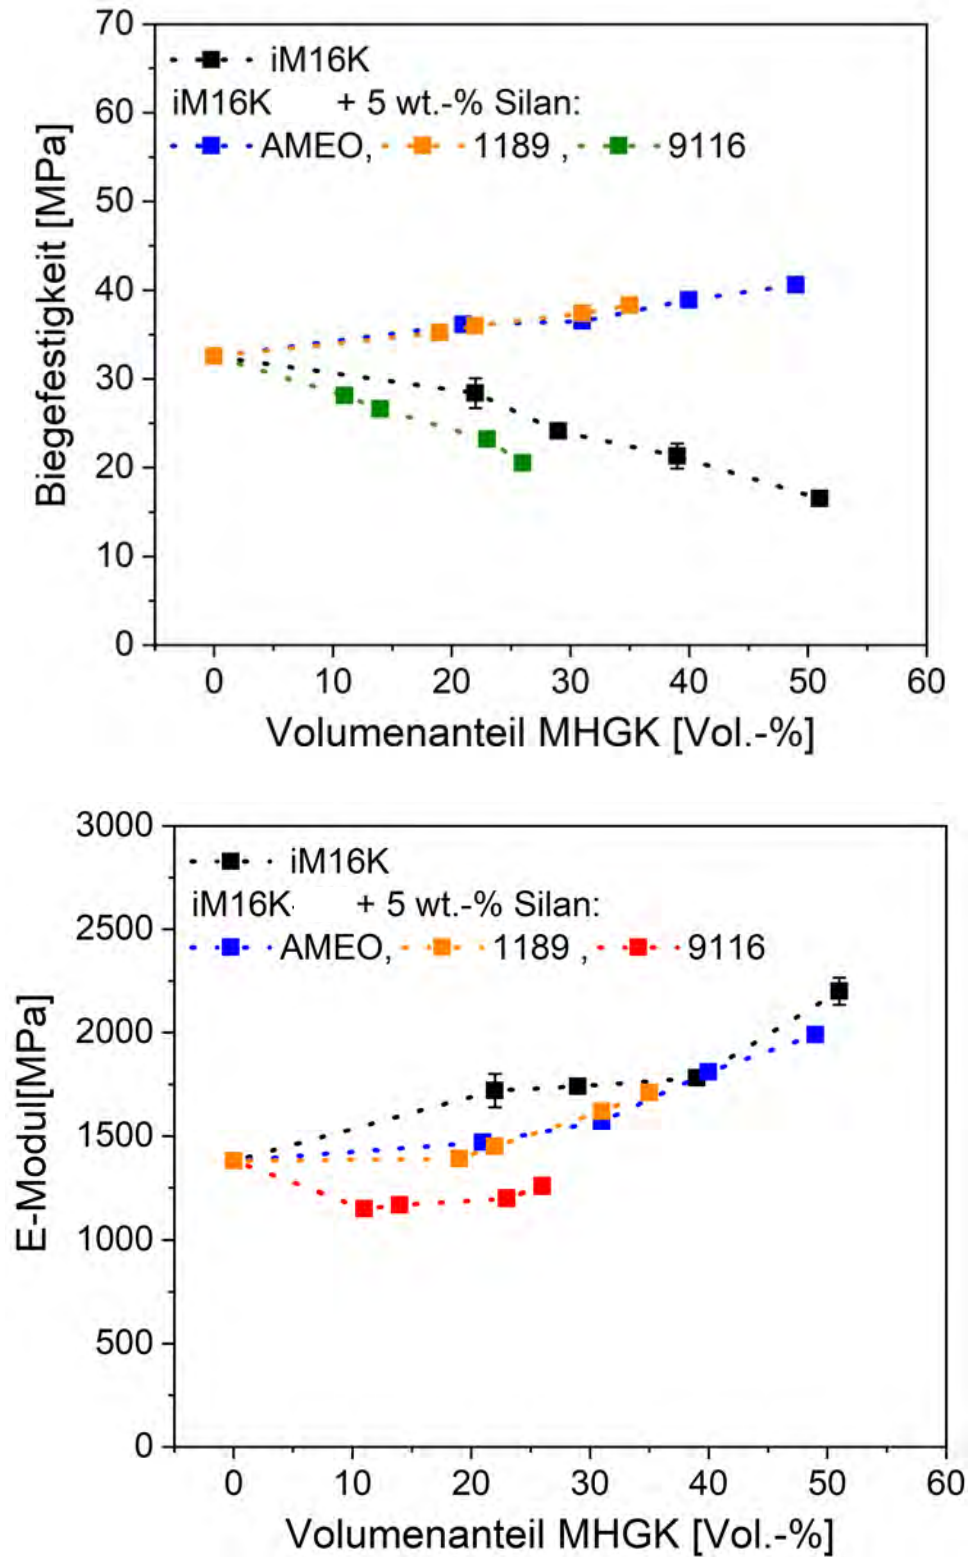 70
60
50
40
30
20
10
0
Biegefestigkeit [MPa]
iM16K
iM16K + 5 wt.-% Silan:
AMEO, 1189 , 9116
0 10 20 30 40 50 60
Volumenanteil MHGK [Vol.-%]
3000
2500
2000
1500
1000
500
0
E-Modul[MPa]
iM16K
iM16K + 5 wt.-% Silan:
AMEO, 1189 , 9116
0 10 20 30 40 50 60
Volumenanteil MHGK [Vol.-%]